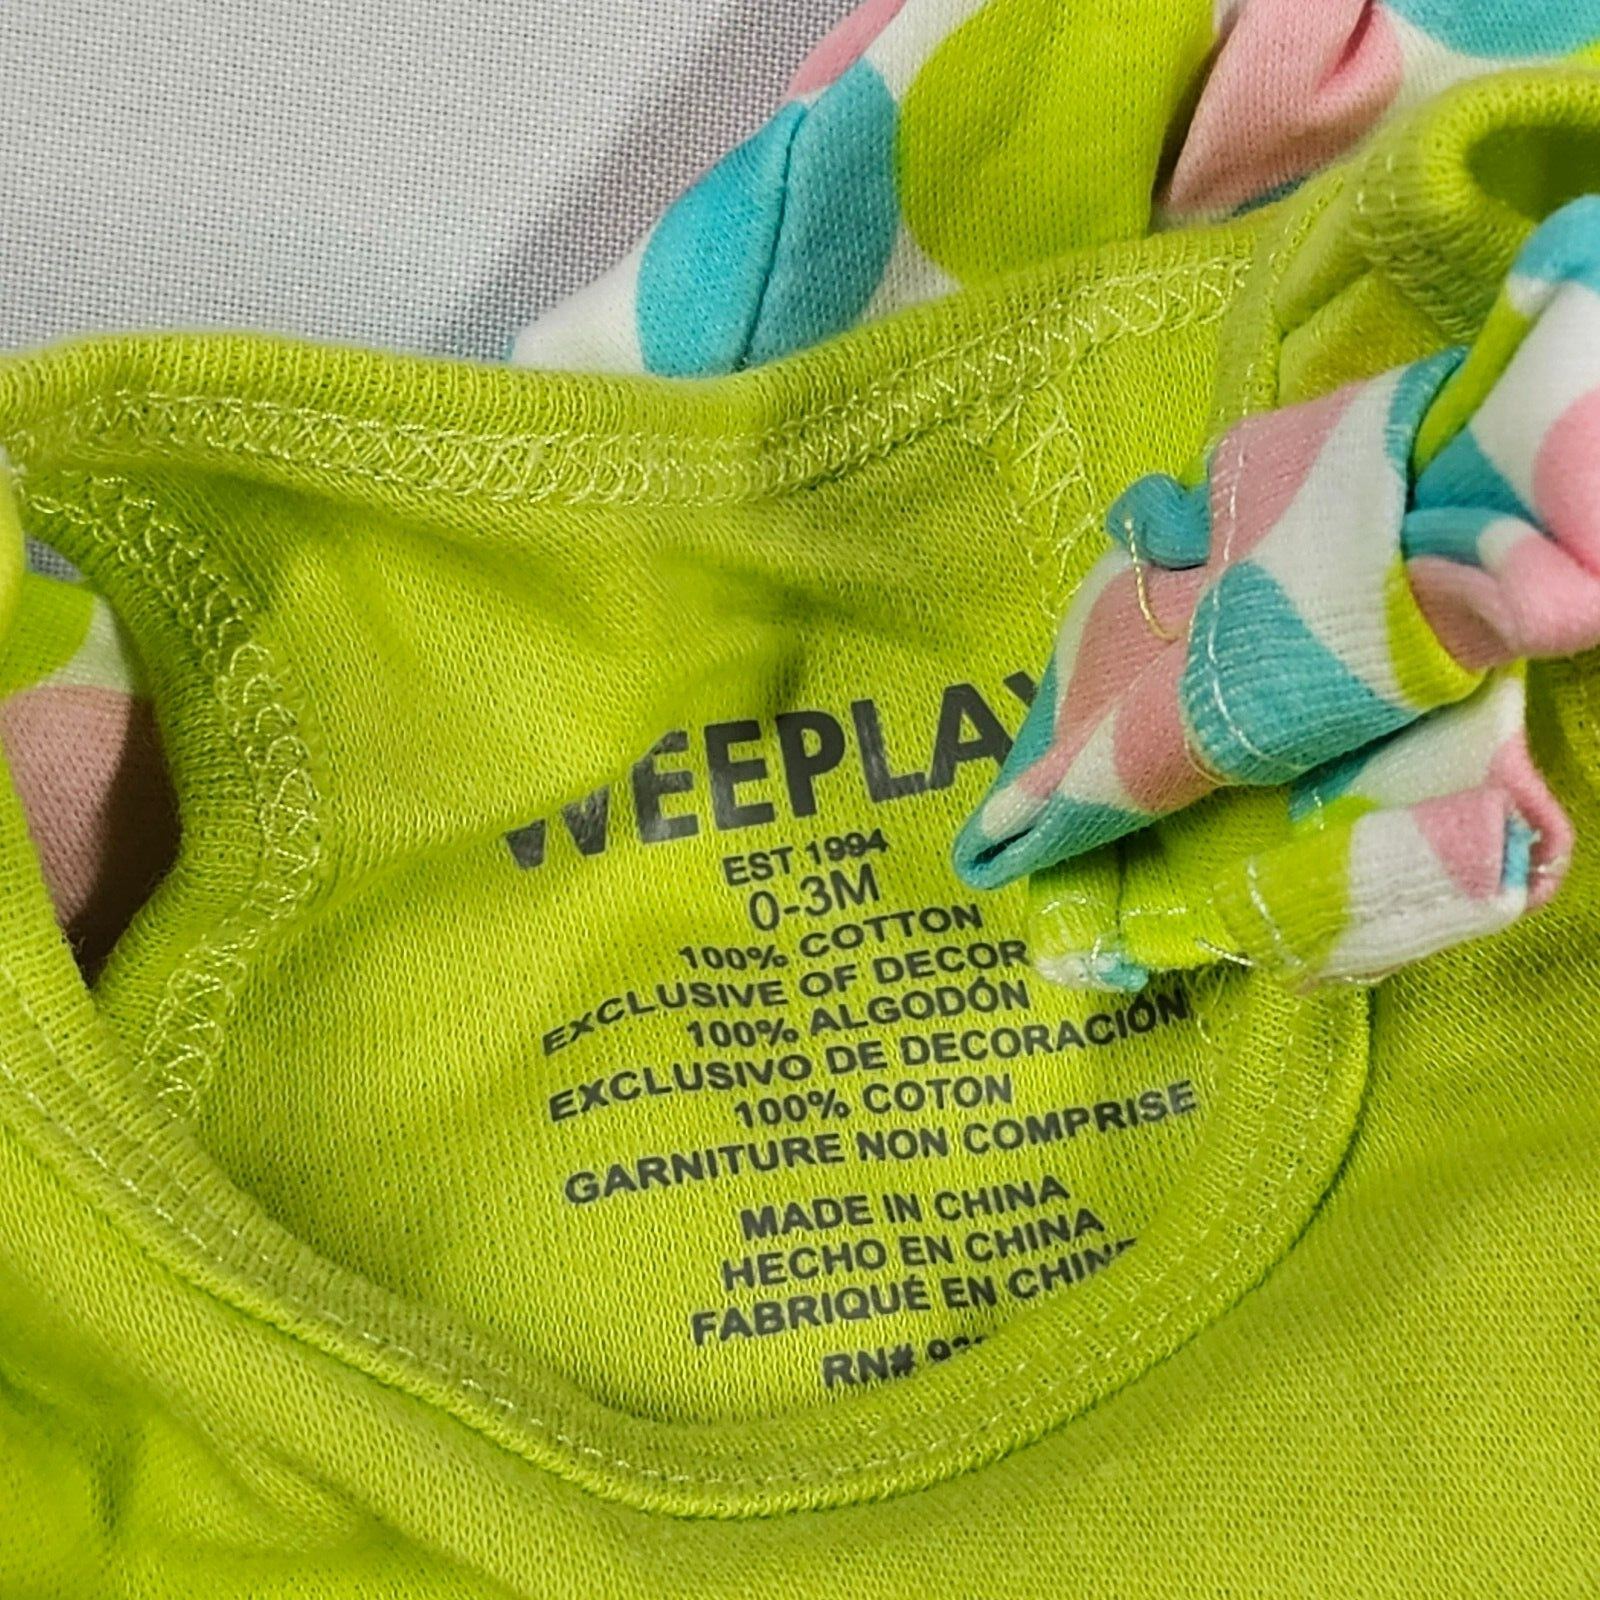 WEEPLAY
EST 1994
0-3M
100% COTTON
EXCLUSIVE OF DECOR
100% ALGODÓN
EXCLUSIVO DE DECORACIÓN
100% COTON
GARNITURE NON COMPRISE
MADE IN CHINA
HECHO EN CHINA
FABRIQUÉ EN CHINE
RN#